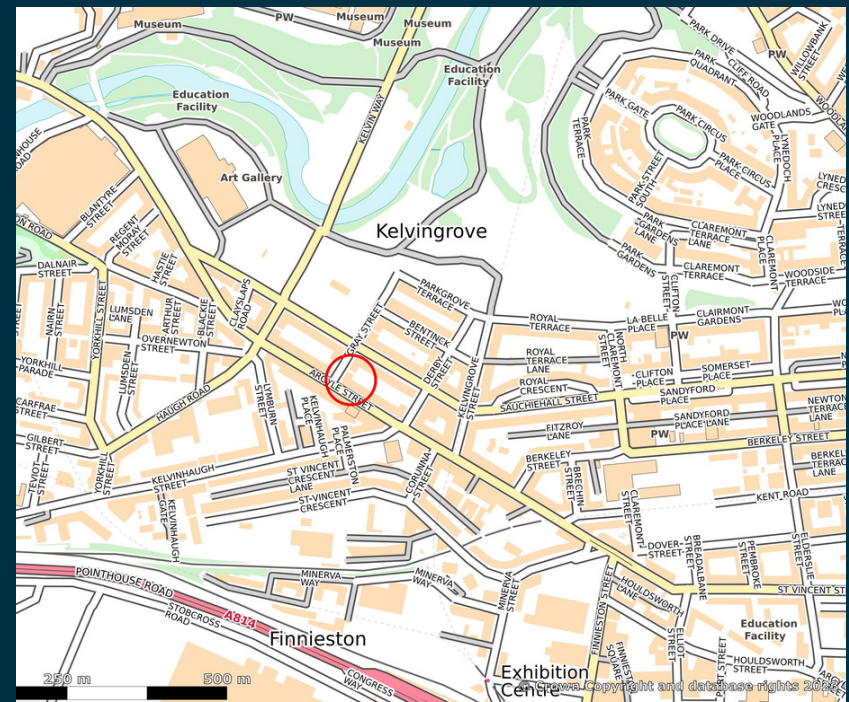 Museum
PW
Museum
Museum
Museum
Education
Facility
Education
Facility
Art Gallery
KELVIN WAY
Kelvingrove
PARK DRIVE
PARK
QUADRANT
CLIFF ROAD
PW
WILLOWBANK
STREET
PARK GATE
PARK CIRCUS
PARK
TERRACE
PARK CIRCUS
PLACE
PARK STREET
SOUTH
WOODLANDS
GATE
LYNEDOCH
PLACE
PARK
GARDENS
LANE
CLAREMONT
TERRACE
LANE
PARK
GARDENS
CLAREMONT
TERRACE
CLAREMONT
PLACE
CLIFTON
STREET
WOODSIDE
TERRACE
BLANTYRE
STREET
REGENT
MORAY
STREET
HASTIE
STREET
DALNAIR
STREET
NAIRN
STREET
YORKHILL STREET
LUMSDEN
LANE
ARTHUR
STREET
BLACKIE
STREET
CLAYSLAPS
ROAD
OVERNEWTON
LUMSDEN
STREET
YORKHILL
PARADE
HAUGH ROAD
GILBERT
STREET
TEVIOT
STREET
YORKHILL
STREET
LYMBURN
STREET
GRAY STREET
PARKGROVE
TERRACE
BENTINCK
STREET
DERBY
STREET
KELVINGROVE
STREET
ARGYLE STREET
KELVINHAUGH
PLACE
PALMERSTON
PLACE
ROYAL
TERRACE
LA-BELLE
PLACE
CLAIRMONT
GARDENS
PW
NORTH
CLAREMONT
STREET
ROYAL
TERRACE
LANE
ROYAL
CRESCENT
CLIFTON
PLACE
SOMERSET
PLACE
SAUCHIEHALL STREET
SANDYFORD
PLACE
SANDYFORD
PLACE LANE
FITZROY
LANE
PW
BERKELEY STREET
BERKELEY
STREET
BRECHIN
STREET
KENT ROAD
CLAREMONT
STREET
KELVINHAUGH
STREET
KELVINHAUGH
GATE
ST VINCENT
CRESCENT
LANE
ST-VINCENT
CRESCENT
CORUNNA
STREET
MINERVA
WAY
MINERVA
WAY
MINERVA
STREET
DOVER
STREET
BREADALBANE
STREET
PEMBROKE
STREET
ELDERSLIE
STREET
FINNIESTON STREET
HOULDSWORTH
LANE
ST VINCENT ST
ELLIOT
STREET
FINNIESTON
SQUARE
Education
Facility
HOULDSWORTH
STREET
POINTHOUSE ROAD
A814
STOBCROSS
ROAD
Finnieston
CONGRESS
WAY
Exhibition
Centre
250 m
500 m
Crown Copyright and database rights